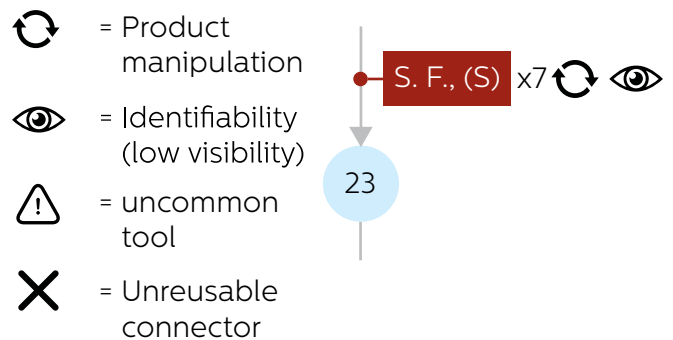 = Product
manipulation
= Identifiability
(low visibility)
= uncommon
tool
= Unreusable
connector
S. F., (S) x7
23